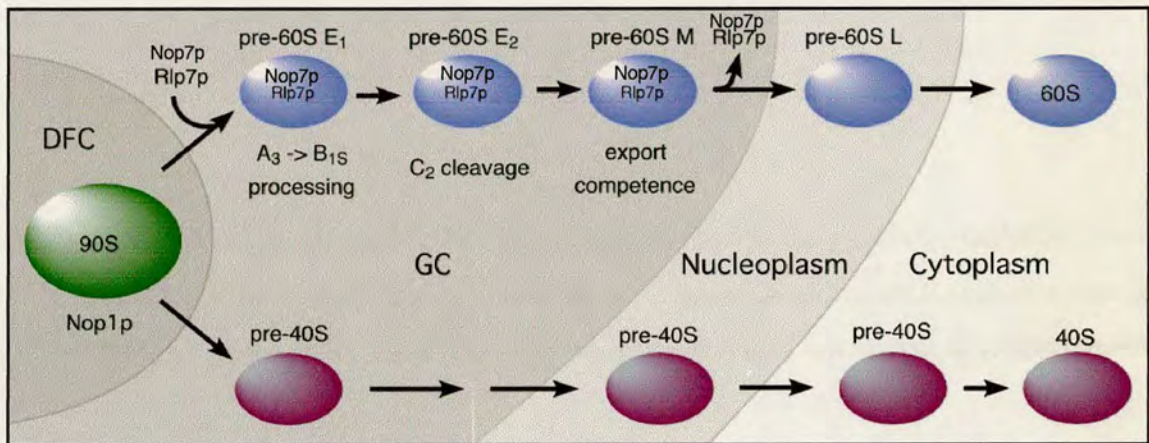 Nop7p
Rlp7p
pre-60S E₁
Nop7p
Rlp7p
A₃ -> B₁S
processing
pre-60S E₂
Nop7p
Rlp7p
C₂ cleavage
pre-60S M
Nop7p
Rlp7p
export
competence
Nop7p
Rlp7p
pre-60S L
60S
DFC
90S
Nop1p
GC
Nucleoplasm
Cytoplasm
pre-40S
pre-40S
pre-40S
40S